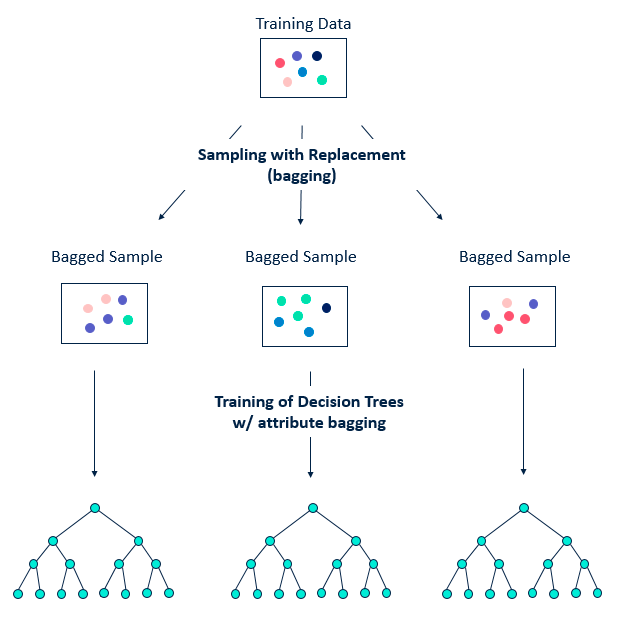 Training Data
Sampling with Replacement
(bagging)
Bagged Sample
Bagged Sample
Bagged Sample
Training of Decision Trees
w/ attribute bagging